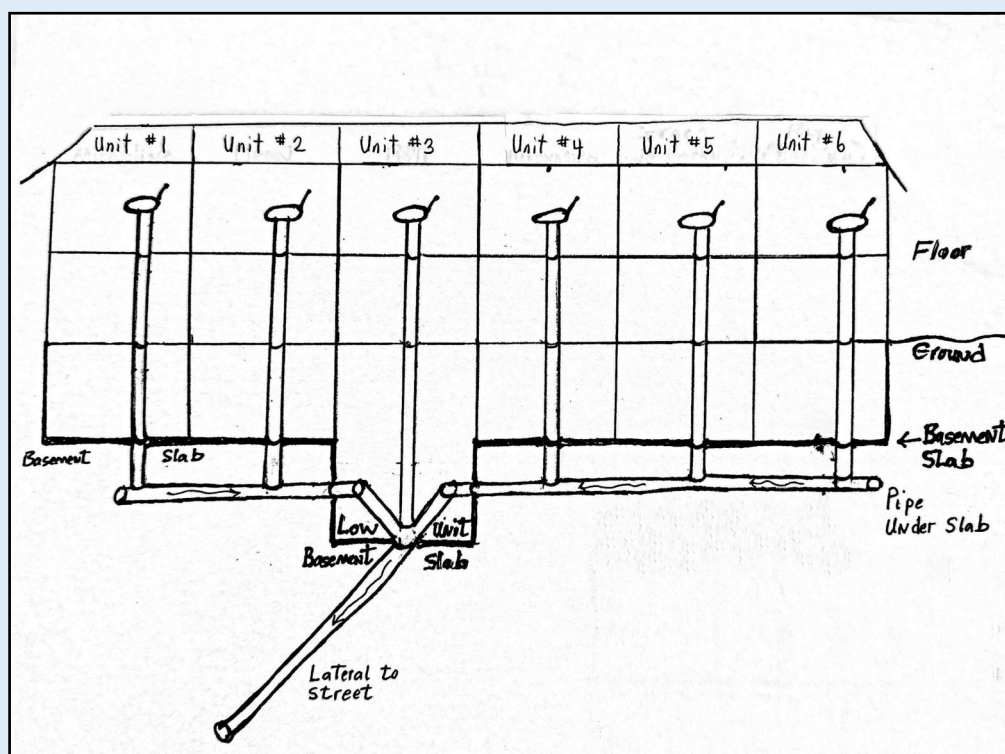 Unit #1 Unit #2 Unit #3 Unit #4 Unit #5 Unit #6
Floor
Ground
Basement Slab
←Basement
Slab
Pipe
Under Slab
Low Unit
Basement Slab
Lateral to
street